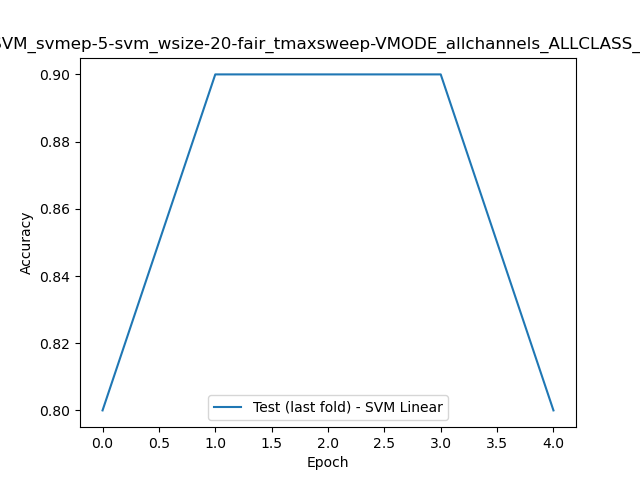 SVM_svmep-5-svm_wsize-20-fair_tmaxsweep-VMODE_allchannels_ALLCLASS_
0.90
0.88
0.86
0.84
0.82
0.80
Accuracy
Test (last fold) - SVM Linear
0.0 0.5 1.0 1.5 2.0 2.5 3.0 3.5 4.0
Epoch